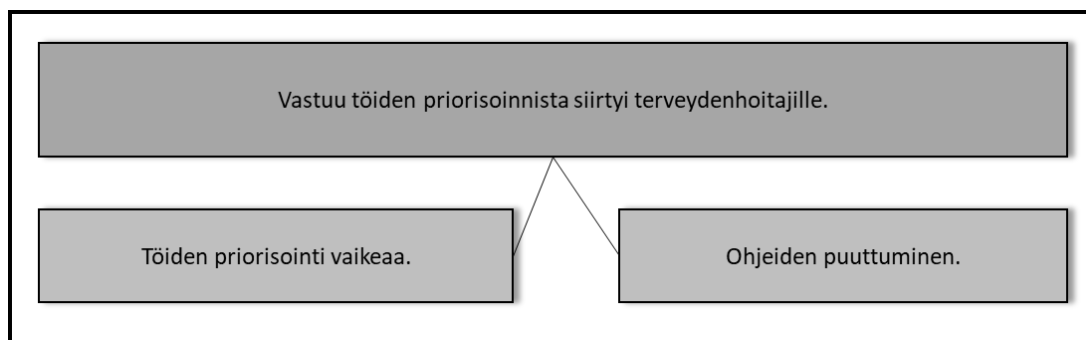 Vastuu töiden priorisoinnista siirtyi terveydenhoitajille.
Töiden priorisointi vaikeaa.
Ohjeiden puuttuminen.